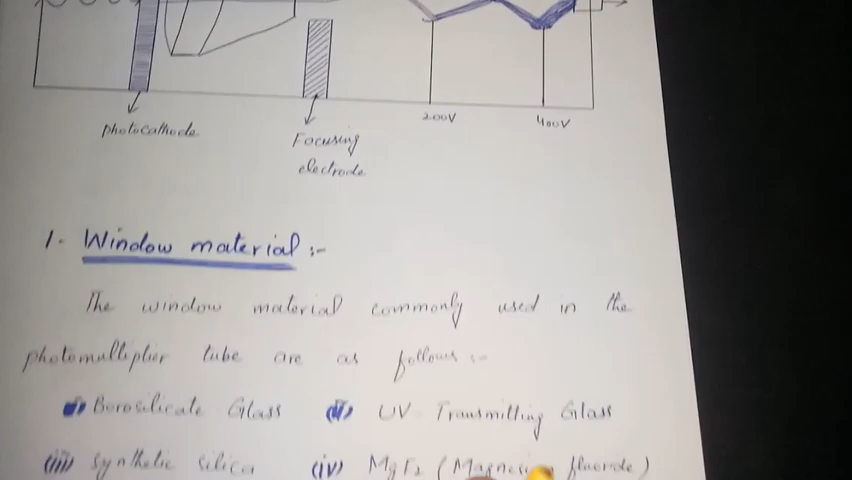 200V
400V
photocathode
Focusing
electrode
1. Window material :-
The window material commonly used in the
photomultiplier tube are as follows :-
(i) Borosilicate Glass (ii) UV-Transmitting Glass
(iii) Synthetic silica (iv) MgF2 (Magnesium fluoride)